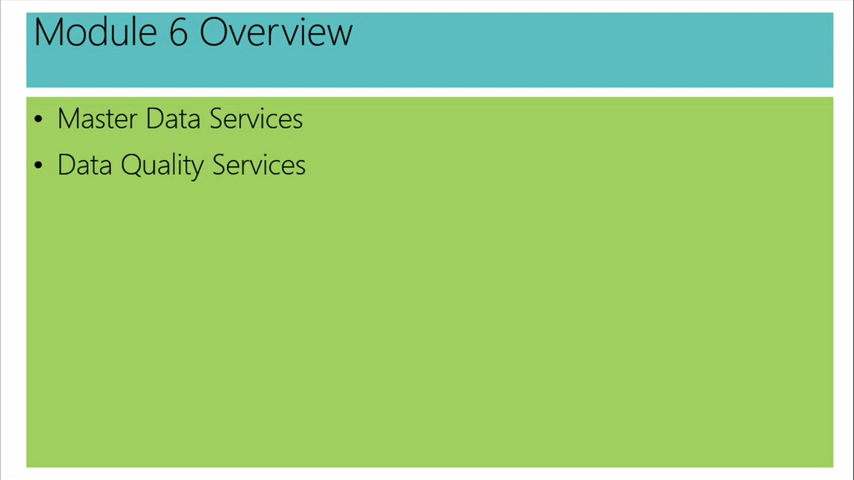 Module 6 Overview
• Master Data Services
• Data Quality Services